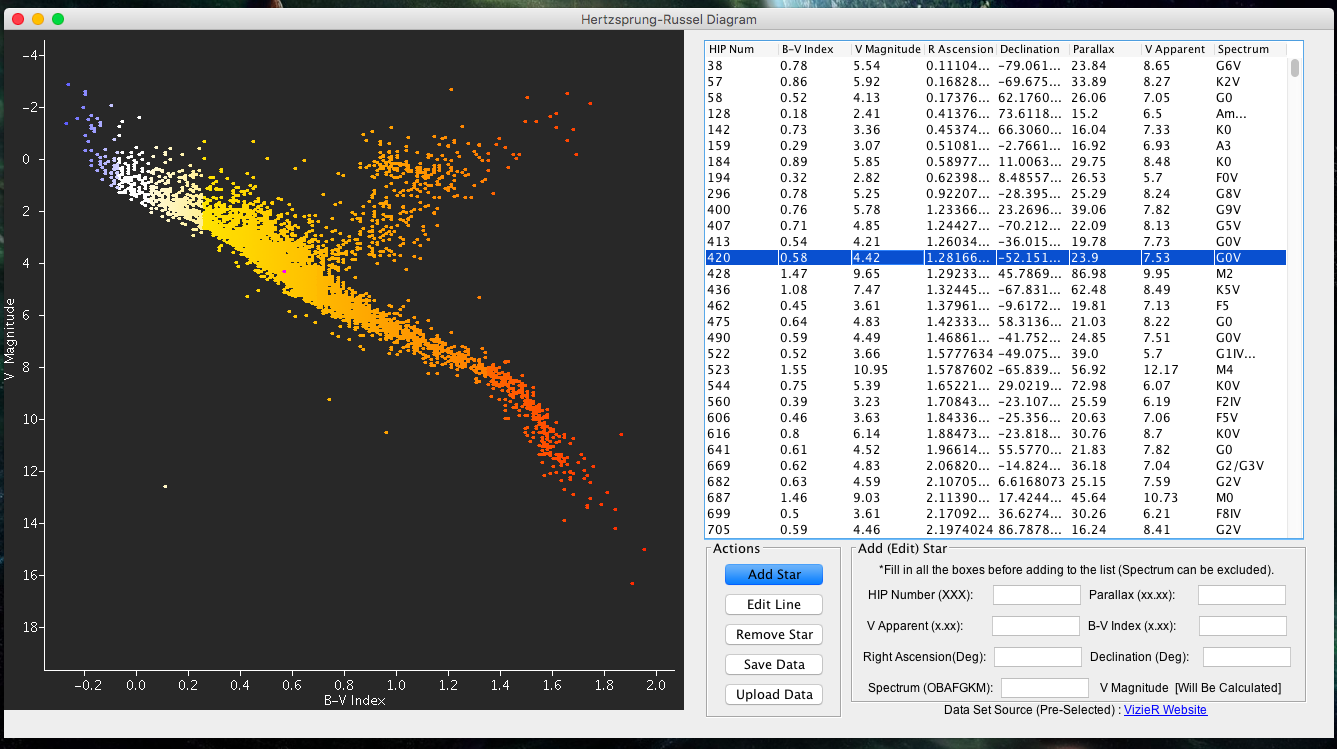 Hertzsprung-Russel Diagram
-4
-2
0
2
4
6
8
10
12
14
16
18
V Magnitude
-0.2 0.0 0.2 0.4 0.6 0.8 1.0 1.2 1.4 1.6 1.8 2.0
B-V Index
HIP Num B-V Index V Magnitude R Ascension Declination Parallax V Apparent Spectrum
38 0.78 5.54 0.11104... -79.061... 23.84 8.65 G6V
57 0.86 5.92 0.16828... -69.675... 33.89 8.27 K2V
58 0.52 4.13 0.17376... 62.1760... 26.06 7.05 G0
128 0.18 2.41 0.41376... 73.6118... 15.2 6.5 Am...
142 0.73 3.36 0.45374... 66.3060... 16.04 7.33 K0
159 0.29 3.07 0.51081... -2.7661... 16.92 6.93 A3
184 0.89 5.85 0.58977... 11.0063... 29.75 8.48 K0
194 0.32 2.82 0.62398... 8.48557... 26.53 5.7 F0V
296 0.78 5.25 0.92207... -28.395... 25.29 8.24 G8V
400 0.76 5.78 1.23366... 23.2696... 39.06 7.82 G9V
407 0.71 4.85 1.24427... -70.212... 22.09 8.13 G5V
413 0.54 4.21 1.26034... -36.015... 19.78 7.73 G0V
420 0.58 4.42 1.28166... -52.151... 23.9 7.53 G0V
428 1.47 9.65 1.29233... 45.7869... 86.98 9.95 M2
436 1.08 7.47 1.32445... -67.831... 62.48 8.49 K5V
462 0.45 3.61 1.37961... -9.6172... 19.81 7.13 F5
475 0.64 4.83 1.42333... 58.3136... 21.03 8.22 G0
490 0.59 4.49 1.46861... -41.752... 24.85 7.51 G0V
522 0.52 3.66 1.5777634 -49.075... 39.0 5.7 G1IV...
523 1.55 10.95 1.5787602 -65.839... 56.92 12.17 M4
544 0.75 5.39 1.65221... 29.0219... 72.98 6.07 K0V
560 0.39 3.23 1.70843... -23.107... 25.59 6.19 F2IV
606 0.46 3.63 1.84336... -25.356... 20.63 7.06 F5V
616 0.8 6.14 1.88473... -23.818... 30.76 8.7 K0V
641 0.61 4.52 1.96614... 55.5770... 21.83 7.82 G0
669 0.62 4.83 2.06820... -14.824... 36.18 7.04 G2/G3V
682 0.63 4.59 2.10705... 6.6168073 25.15 7.59 G2V
687 1.46 9.03 2.11390... 17.4244... 45.64 10.73 M0
699 0.5 3.61 2.17092... 36.6274... 30.26 6.21 F8IV
705 0.59 4.46 2.1974024 86.7878... 16.24 8.41 G2V
Actions
Add Star
Edit Line
Remove Star
Save Data
Upload Data
Add (Edit) Star
*Fill in all the boxes before adding to the list (Spectrum can be excluded).
HIP Number (XXX): Parallax (xx.xx):
V Apparent (x.xx): B-V Index (x.xx):
Right Ascension(Deg): Declination (Deg):
Spectrum (OBAFGKM): V Magnitude [Will Be Calculated]
Data Set Source (Pre-Selected) : VizieR Website